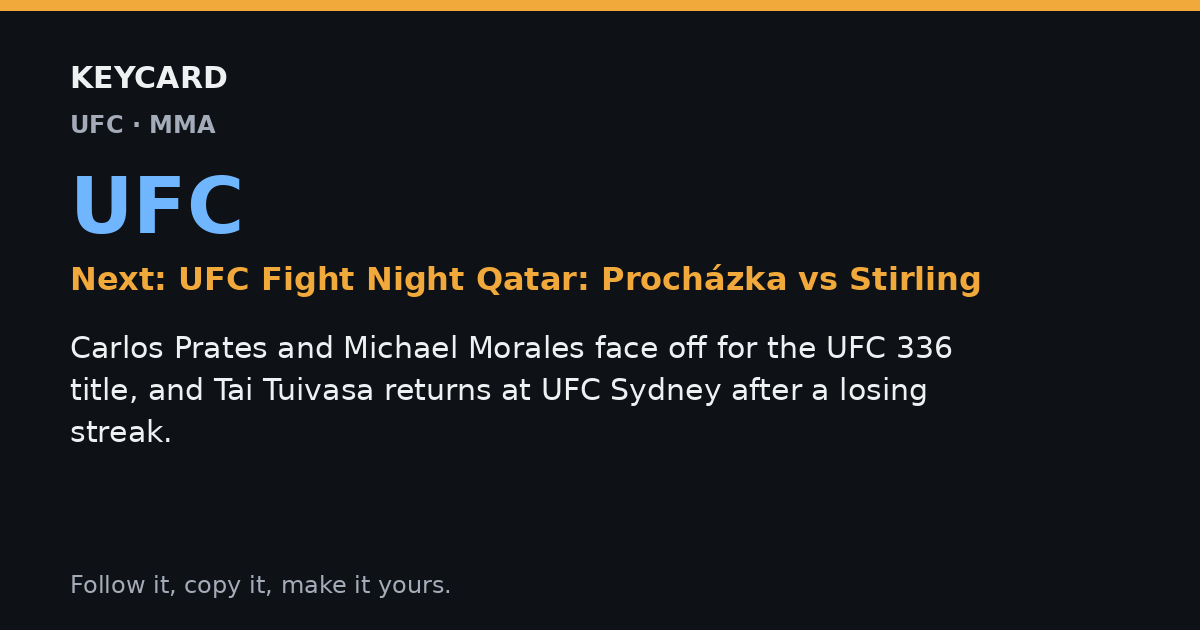 KEYCARD
UFC · MMA
UFC
Next: UFC Fight Night Qatar: Procházka vs Stirling
Carlos Prates and Michael Morales face off for the UFC 336
title, and Tai Tuivasa returns at UFC Sydney after a losing
streak.
Follow it, copy it, make it yours.